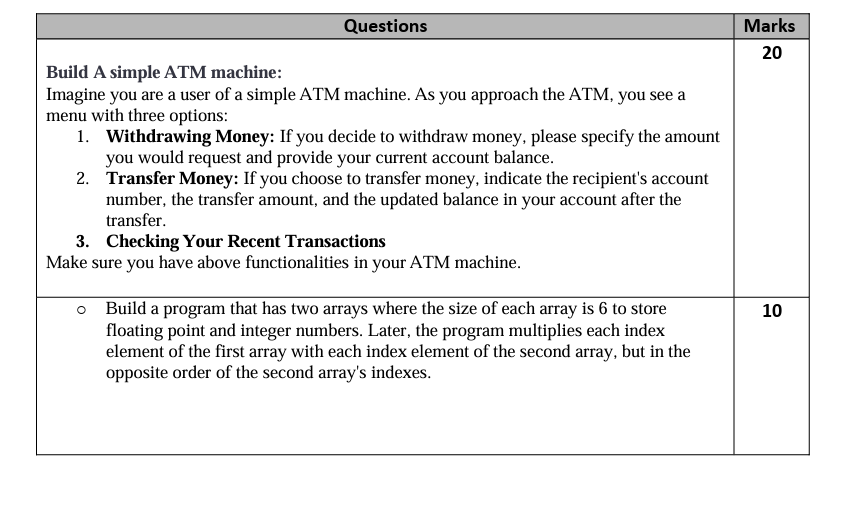 Questions Marks
20
Build A simple ATM machine:
Imagine you are a user of a simple ATM machine. As you approach the ATM, you see a
menu with three options:
1. Withdrawing Money: If you decide to withdraw money, please specify the amount
you would request and provide your current account balance.
2. Transfer Money: If you choose to transfer money, indicate the recipient's account
number, the transfer amount, and the updated balance in your account after the
transfer.
3. Checking Your Recent Transactions
Make sure you have above functionalities in your ATM machine.
o Build a program that has two arrays where the size of each array is 6 to store 10
floating point and integer numbers. Later, the program multiplies each index
element of the first array with each index element of the second array, but in the
opposite order of the second array's indexes.